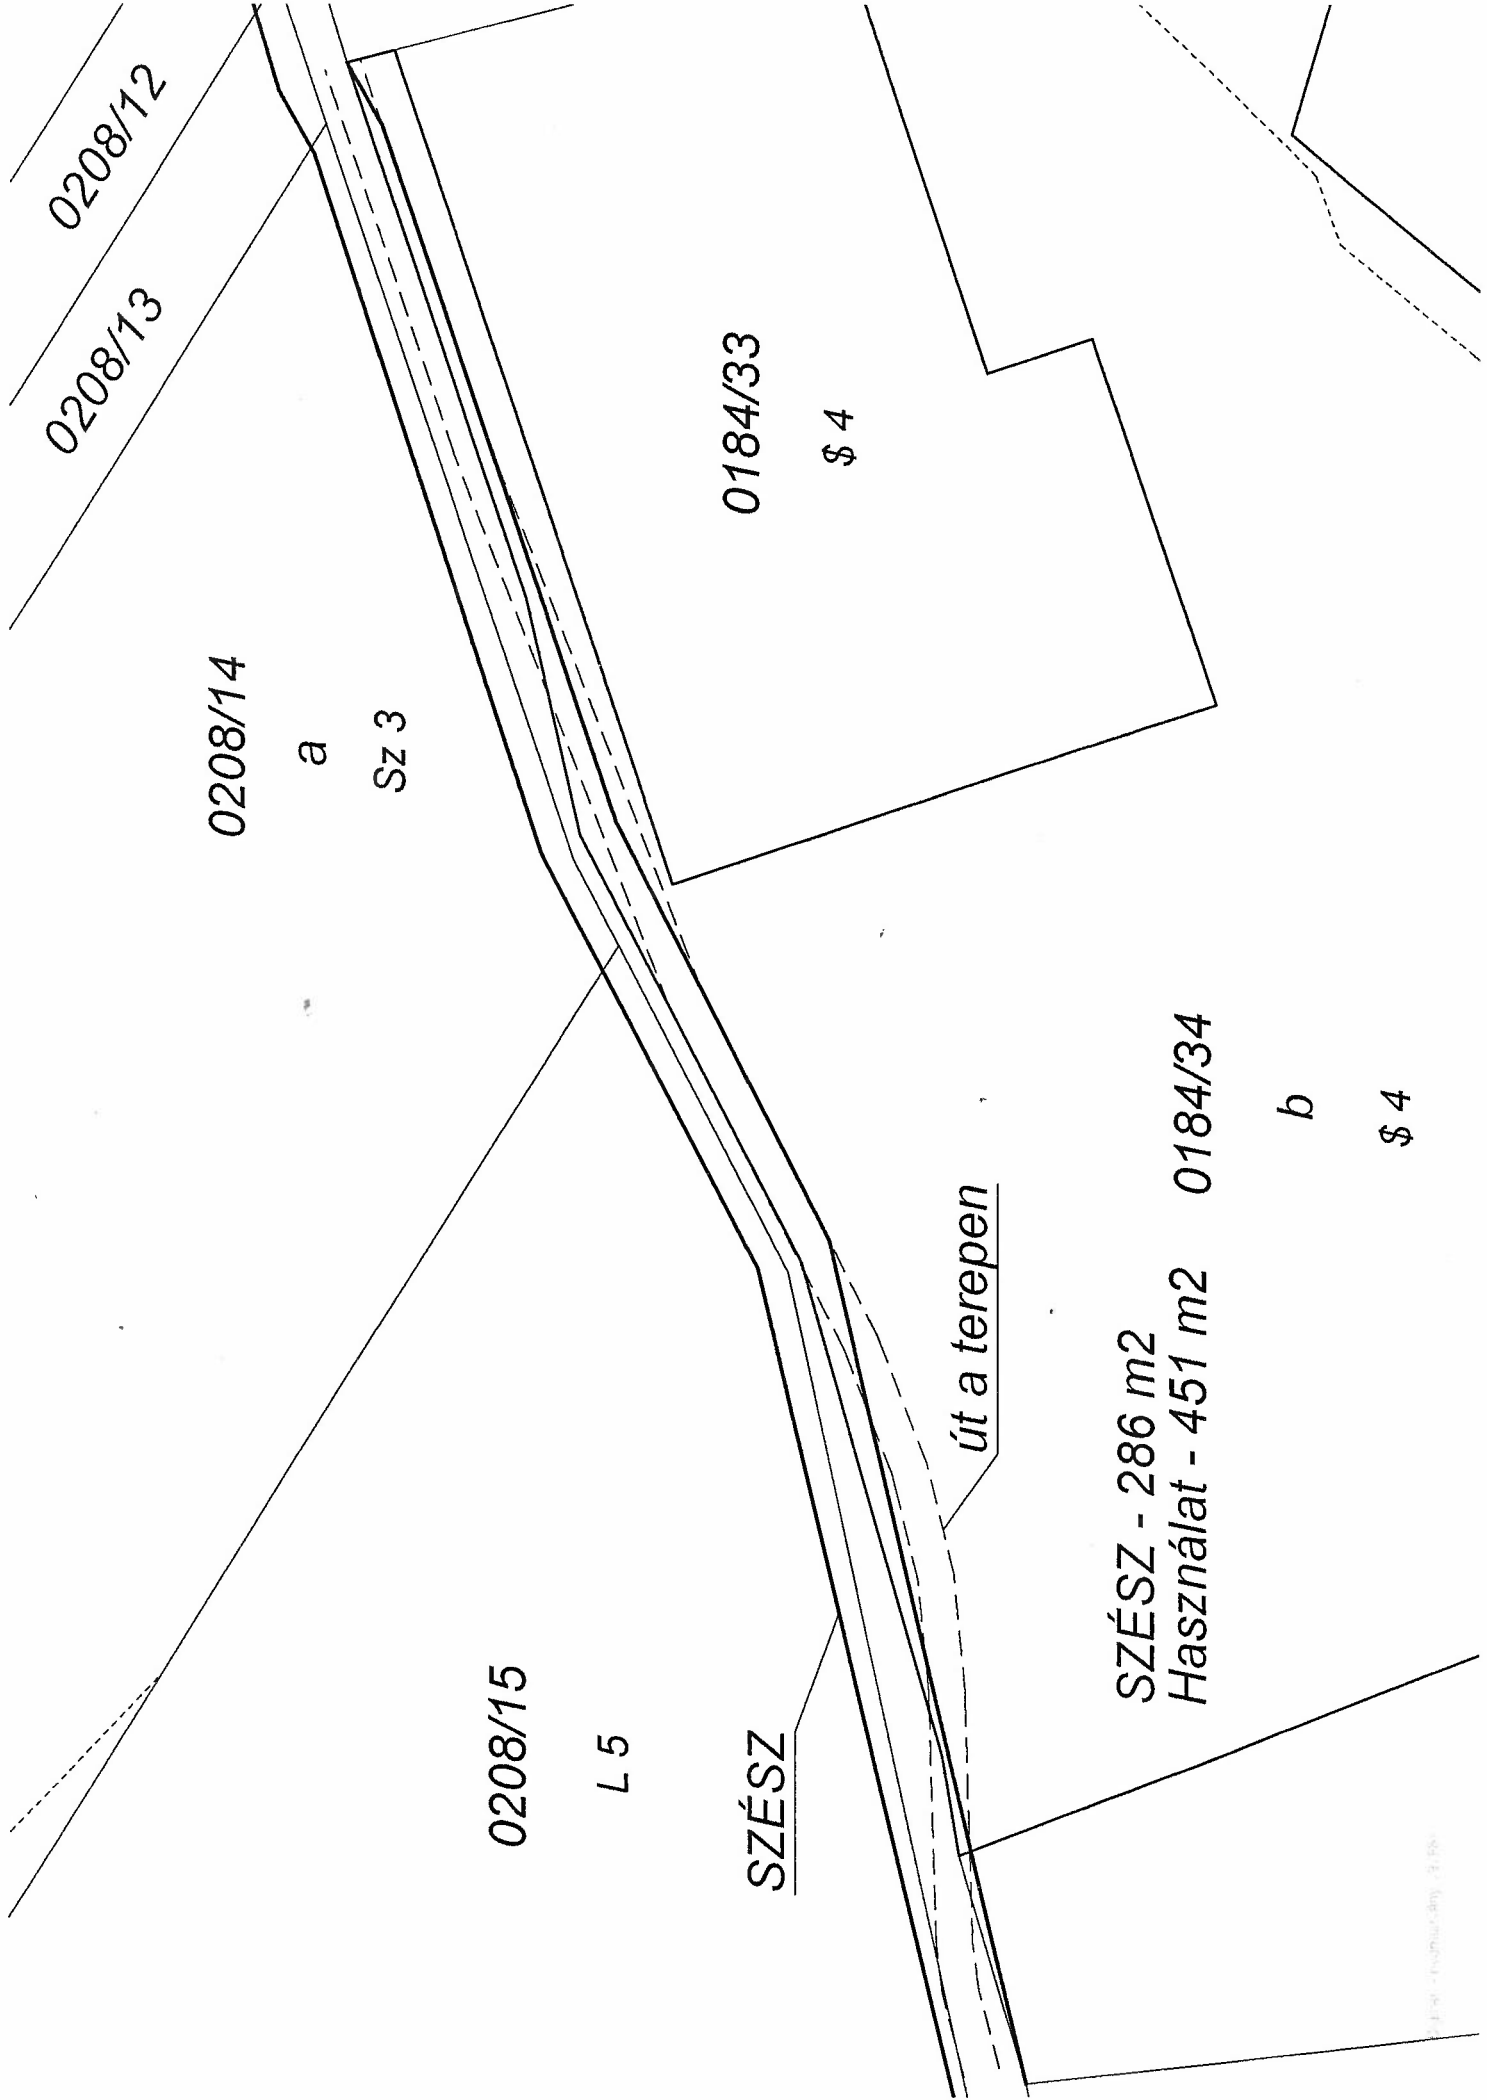 0208/12
0208/13
0208/14
a
Sz 3
0184/33
$ 4
0208/15
L 5
SZÉSZ
út a terepen
SZÉSZ - 286 m2
Használat - 451 m2
0184/34
b
$ 4